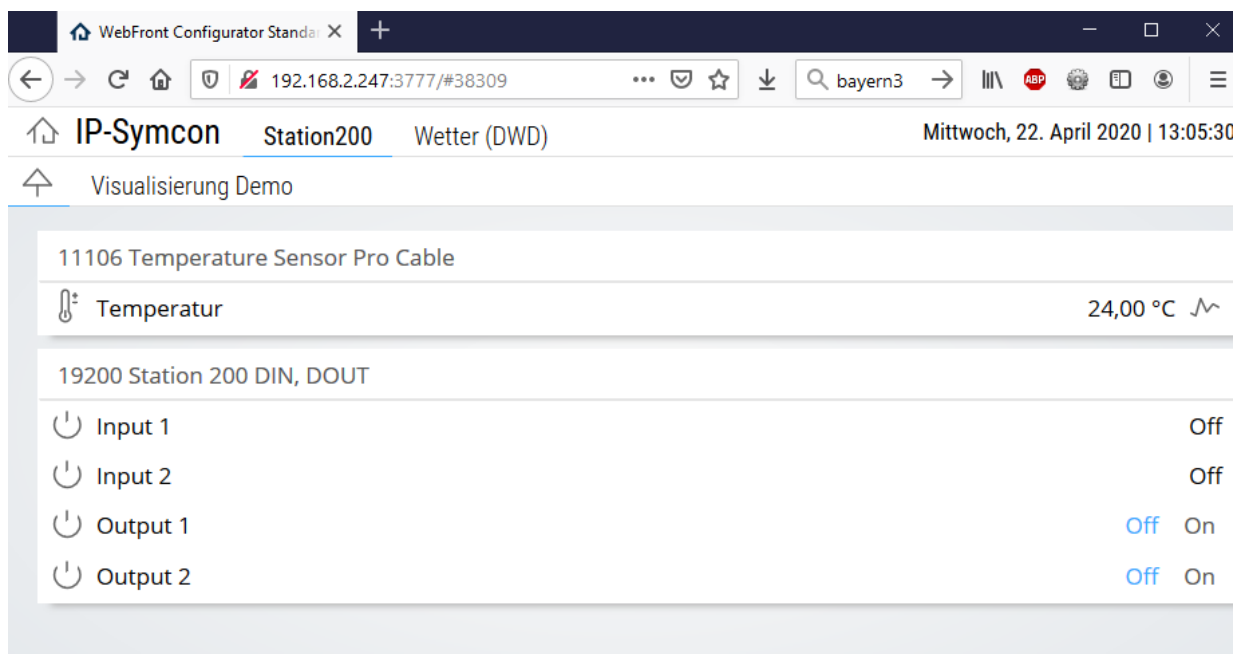 WebFront Configurator Standa
192.168.2.247:3777/#38309 bayern3 ABP
IP-Symcon Station200 Wetter (DWD) Mittwoch, 22. April 2020 | 13:05:30
Visualisierung Demo
11106 Temperature Sensor Pro Cable
Temperatur 24,00 °C
19200 Station 200 DIN, DOUT
Input 1 Off
Input 2 Off
Output 1 Off On
Output 2 Off On